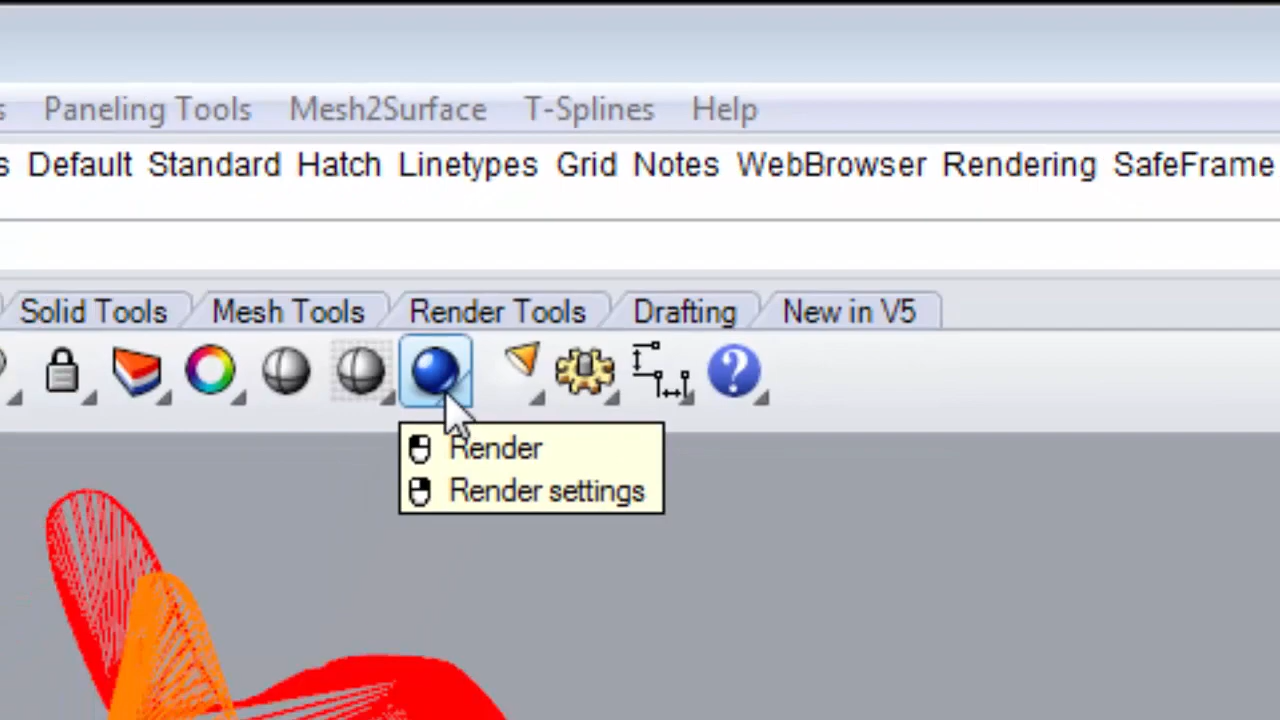 s Paneling Tools Mesh2Surface T-Splines Help
s Default Standard Hatch Linetypes Grid Notes WebBrowser Rendering SafeFrame
Solid Tools Mesh Tools Render Tools Drafting New in V5
?
Render
Render settings